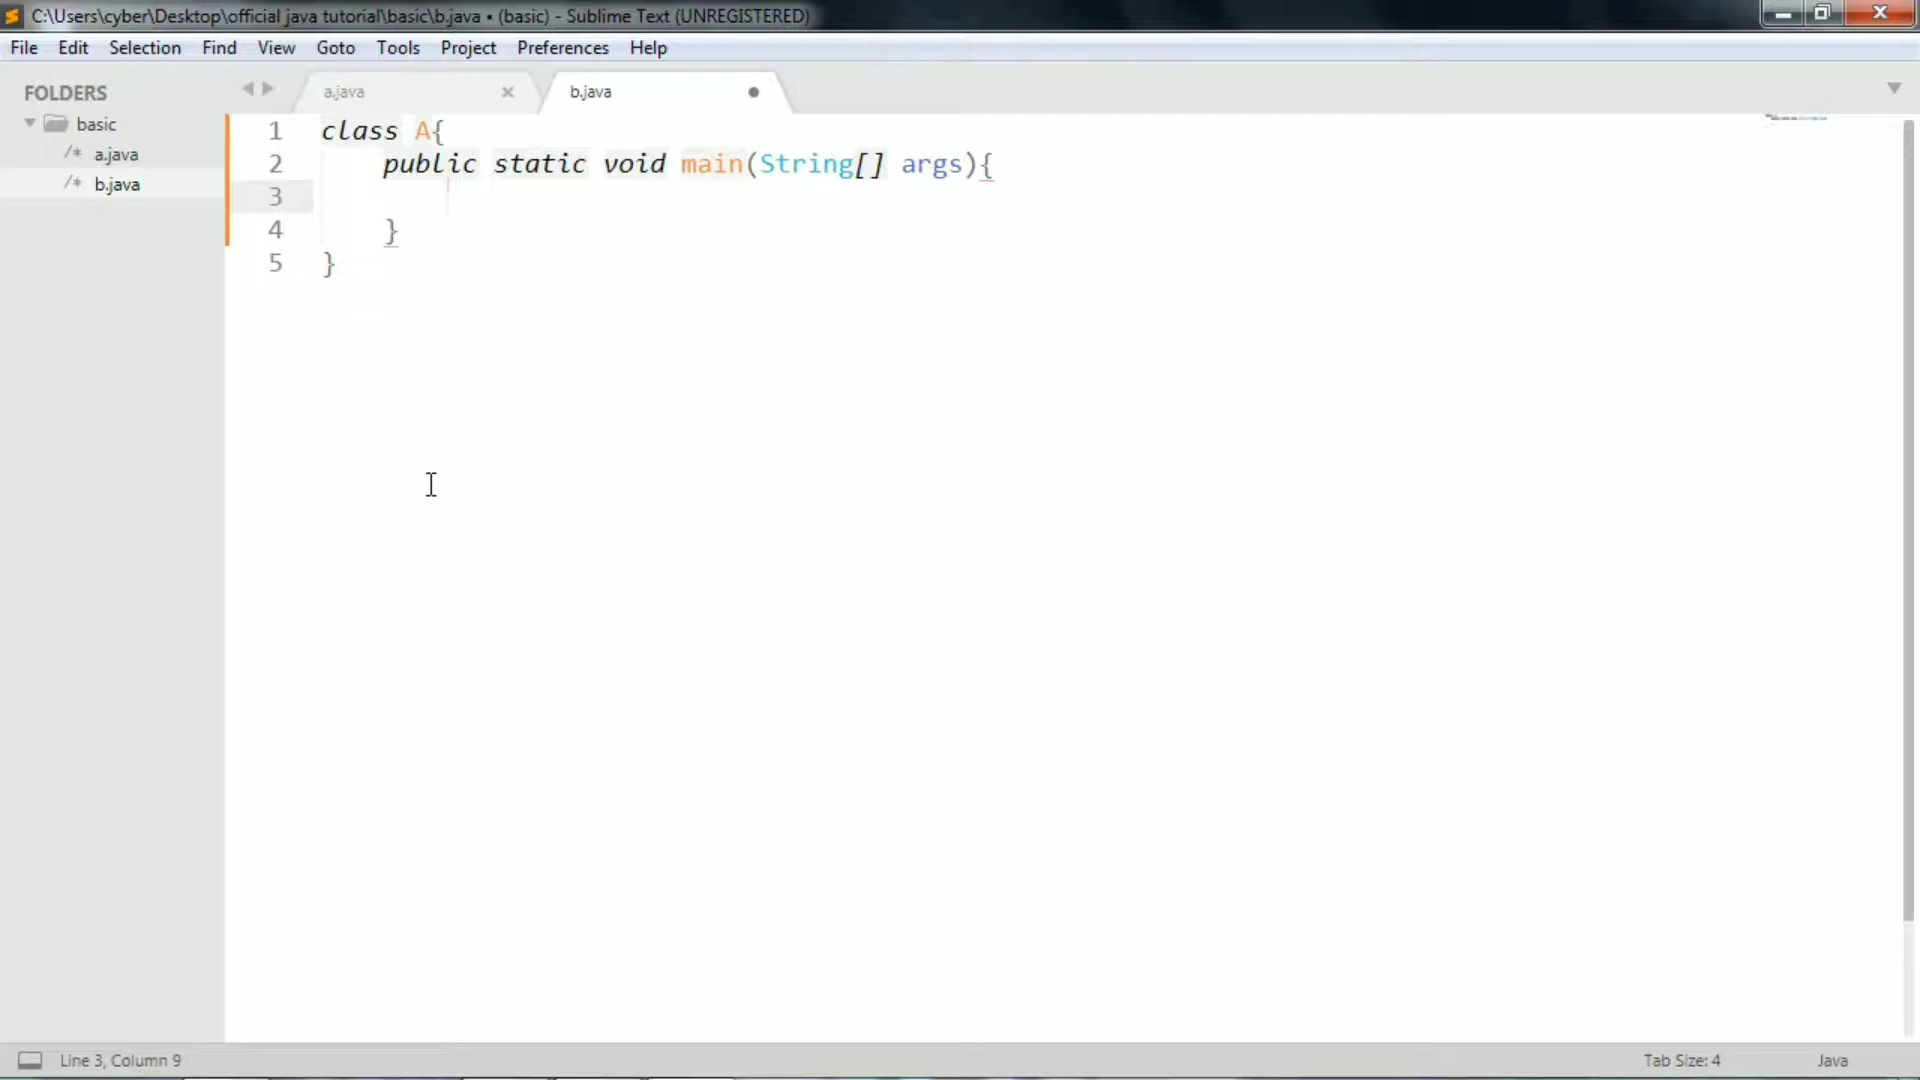 C:\Users\cyber\Desktop\official java tutorial\basic\b.java • (basic) - Sublime Text (UNREGISTERED)
File Edit Selection Find View Goto Tools Project Preferences Help
FOLDERS
basic
/* a.java
/* b.java
a.java
b.java
1 class A{
2 public static void main(String[] args){
3
4 }
5 }
Line 3, Column 9
Tab Size: 4
Java